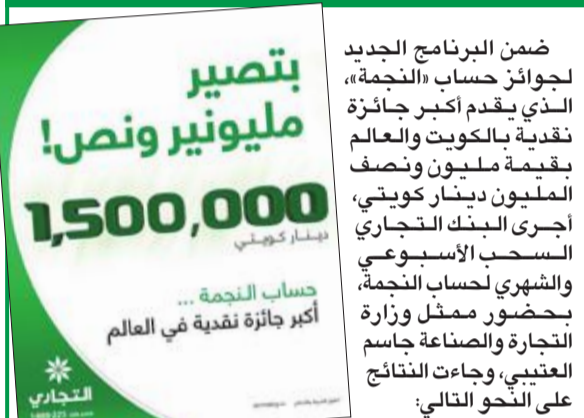 ضمن البرنامج الجديد
لجوائز حساب «النجمة»،
الذي يقدم أكبر جائزة
نقدية بالكويت والعالم
بقيمة مليون ونصف
المليون دينار كويتي،
أجرى البنك التجاري
السحب الأسبوعي
والشهري لحساب النجمة،
بحضور ممثل وزارة
التجارة والصناعة جاسم
العتيبي، وجاءت النتائج
على النحو التالي:
بتصير
مليونير ونص!
1,500,000
دينار كويتي
حساب النجمة ...
أكبر جائزة نقدية في العالم
التجاري